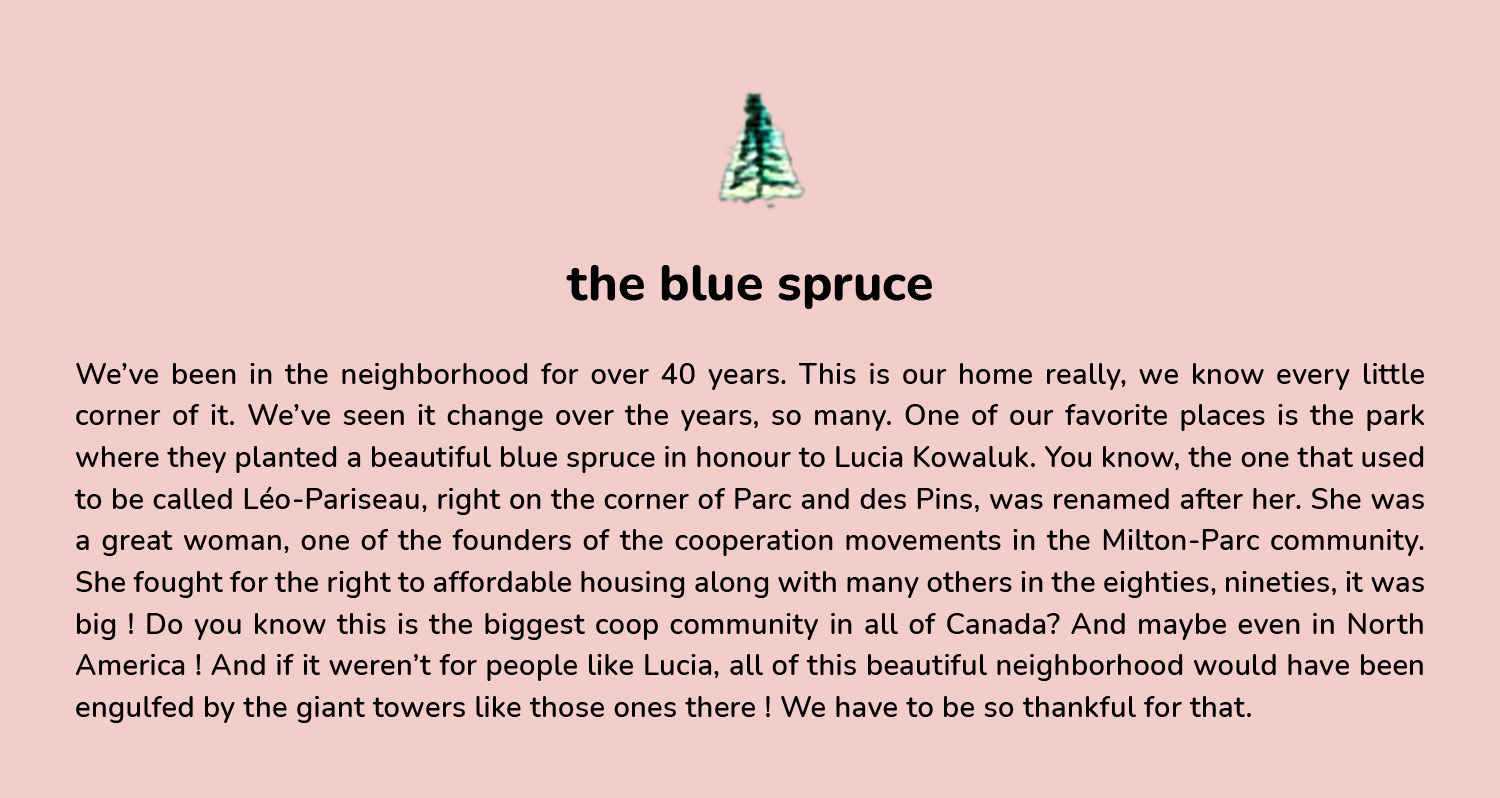 the blue spruce
We’ve been in the neighborhood for over 40 years. This is our home really, we know every little
corner of it. We’ve seen it change over the years, so many. One of our favorite places is the park
where they planted a beautiful blue spruce in honour to Lucia Kowaluk. You know, the one that used
to be called Léo-Pariseau, right on the corner of Parc and des Pins, was renamed after her. She was
a great woman, one of the founders of the cooperation movements in the Milton-Parc community.
She fought for the right to affordable housing along with many others in the eighties, nineties, it was
big ! Do you know this is the biggest coop community in all of Canada? And maybe even in North
America ! And if it weren’t for people like Lucia, all of this beautiful neighborhood would have been
engulfed by the giant towers like those ones there ! We have to be so thankful for that.